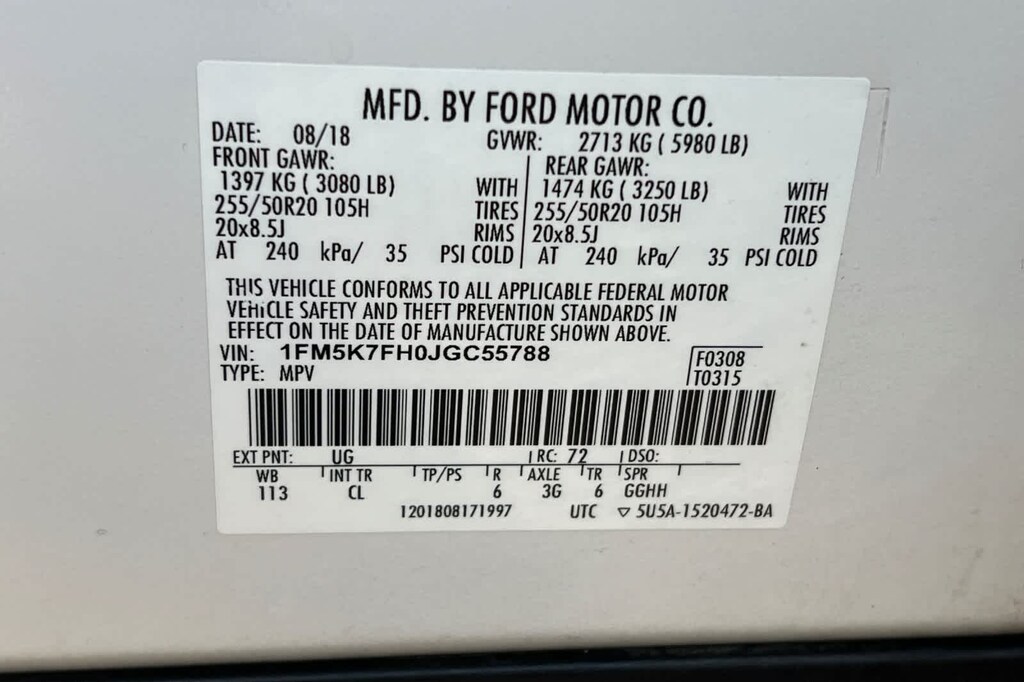 MFD. BY FORD MOTOR CO.
DATE: 08/18 GVWR: 2713 KG ( 5980 LB)
FRONT GAWR: REAR GAWR:
1397 KG ( 3080 LB) WITH 1474 KG ( 3250 LB) WITH
255/50R20 105H TIRES 255/50R20 105H TIRES
20x8.5J RIMS 20x8.5J RIMS
AT 240 kPa/ 35 PSI COLD AT 240 kPa/ 35 PSI COLD
THIS VEHICLE CONFORMS TO ALL APPLICABLE FEDERAL MOTOR
VEHICLE SAFETY AND THEFT PREVENTION STANDARDS IN
EFFECT ON THE DATE OF MANUFACTURE SHOWN ABOVE.
VIN: 1FM5K7FH0JGC55788 F0308
TYPE: MPV T0315
EXT PNT: UG RC: 72 DSO:
WB INT TR TP/PS R AXLE TR SPR
113 CL 6 3G 6 GGHH
1201808171997 UTC ▽ 5U5A-1520472-BA